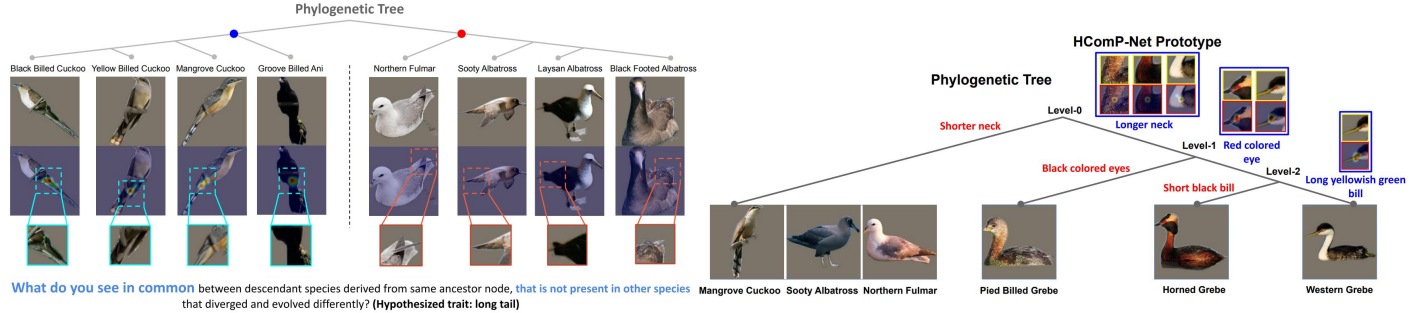 Phylogenetic Tree
Black Billed Cuckoo Yellow Billed Cuckoo Mangrove Cuckoo Groove Billed Ani Northern Fulmar Sooty Albatross Laysan Albatross Black Footed Albatross
What do you see in common between descendant species derived from same ancestor node, that is not present in other species
that diverged and evolved differently? (Hypothesized trait: long tail)
HComP-Net Prototype
Phylogenetic Tree
Level-0
Shorter neck
Longer neck
Level-1
Red colored
eye
Black colored eyes
Level-2
Long yellowish green
bill
Short black bill
Mangrove Cuckoo Sooty Albatross Northern Fulmar Pied Billed Grebe Horned Grebe Western Grebe